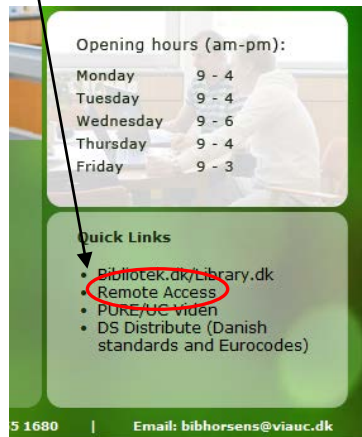 Opening hours (am-pm):
Monday 9 - 4
Tuesday 9 - 4
Wednesday 9 - 6
Thursday 9 - 4
Friday 9 - 3
Quick Links
• Bibliotek.dk/Library.dk
• Remote Access
• PURE/UC Viden
• DS Distribute (Danish
standards and Eurocodes)
5 1680 | Email: bibhorsens@viauc.dk